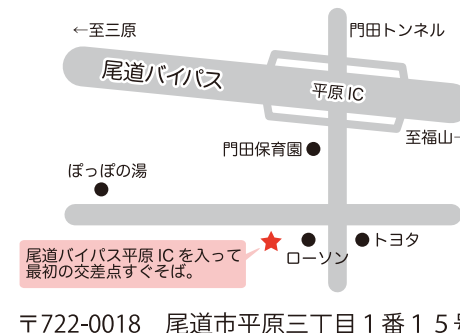 ←至三原
門田トンネル
尾道バイパス
平原 IC
至福山
門田保育園
ぽっぽの湯
トヨタ
ローソン
尾道バイパス平原 IC を入って
最初の交差点すぐそば。
〒722-0018 尾道市平原三丁目1番15号